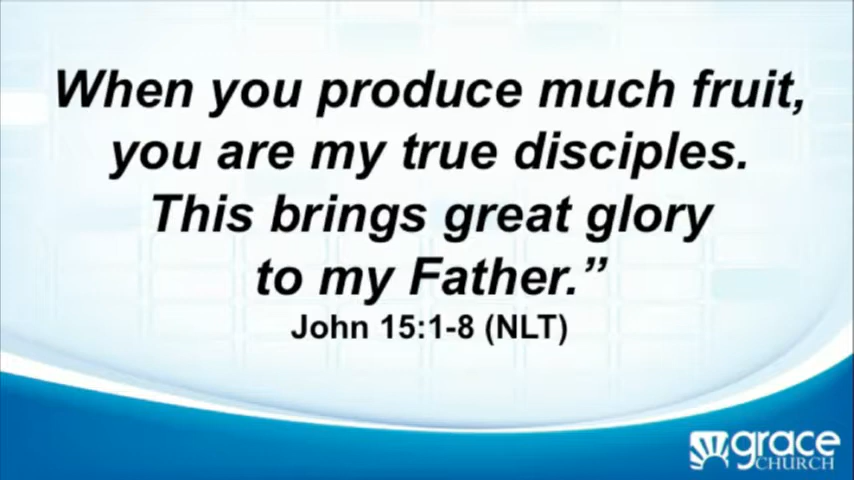 When you produce much fruit,
you are my true disciples.
This brings great glory
to my Father.”
John 15:1-8 (NLT)
grace
CHURCH